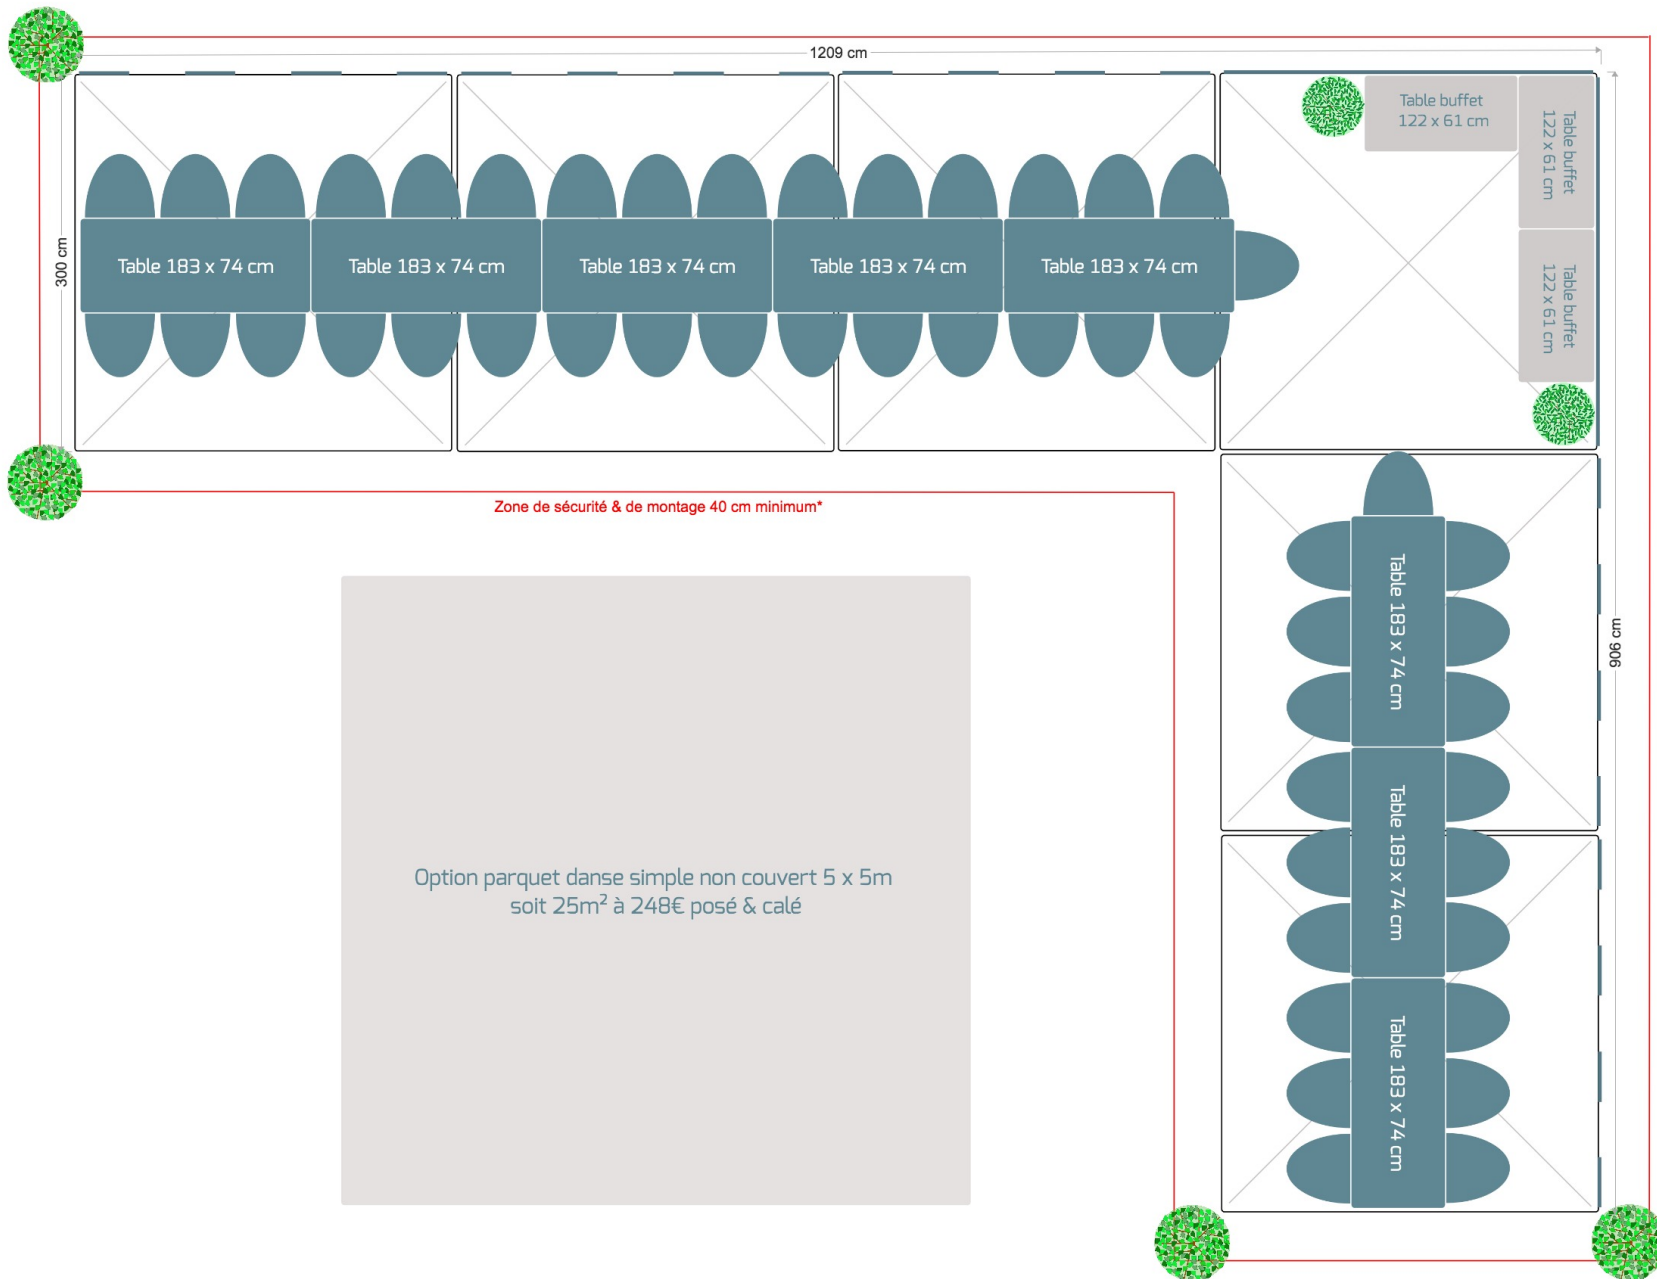 1209 cm
Table buffet
122 x 61 cm
Table buffet
122 x 61 cm
300 cm
Table 183 x 74 cm
Table 183 x 74 cm
Table 183 x 74 cm
Table 183 x 74 cm
Table 183 x 74 cm
Table buffet
122 x 61 cm
Zone de sécurité & de montage 40 cm minimum*
Table 183 x 74 cm
906 cm
Table 183 x 74 cm
Option parquet danse simple non couvert 5 x 5m
soit 25m² à 248€ posé & calé
Table 183 x 74 cm